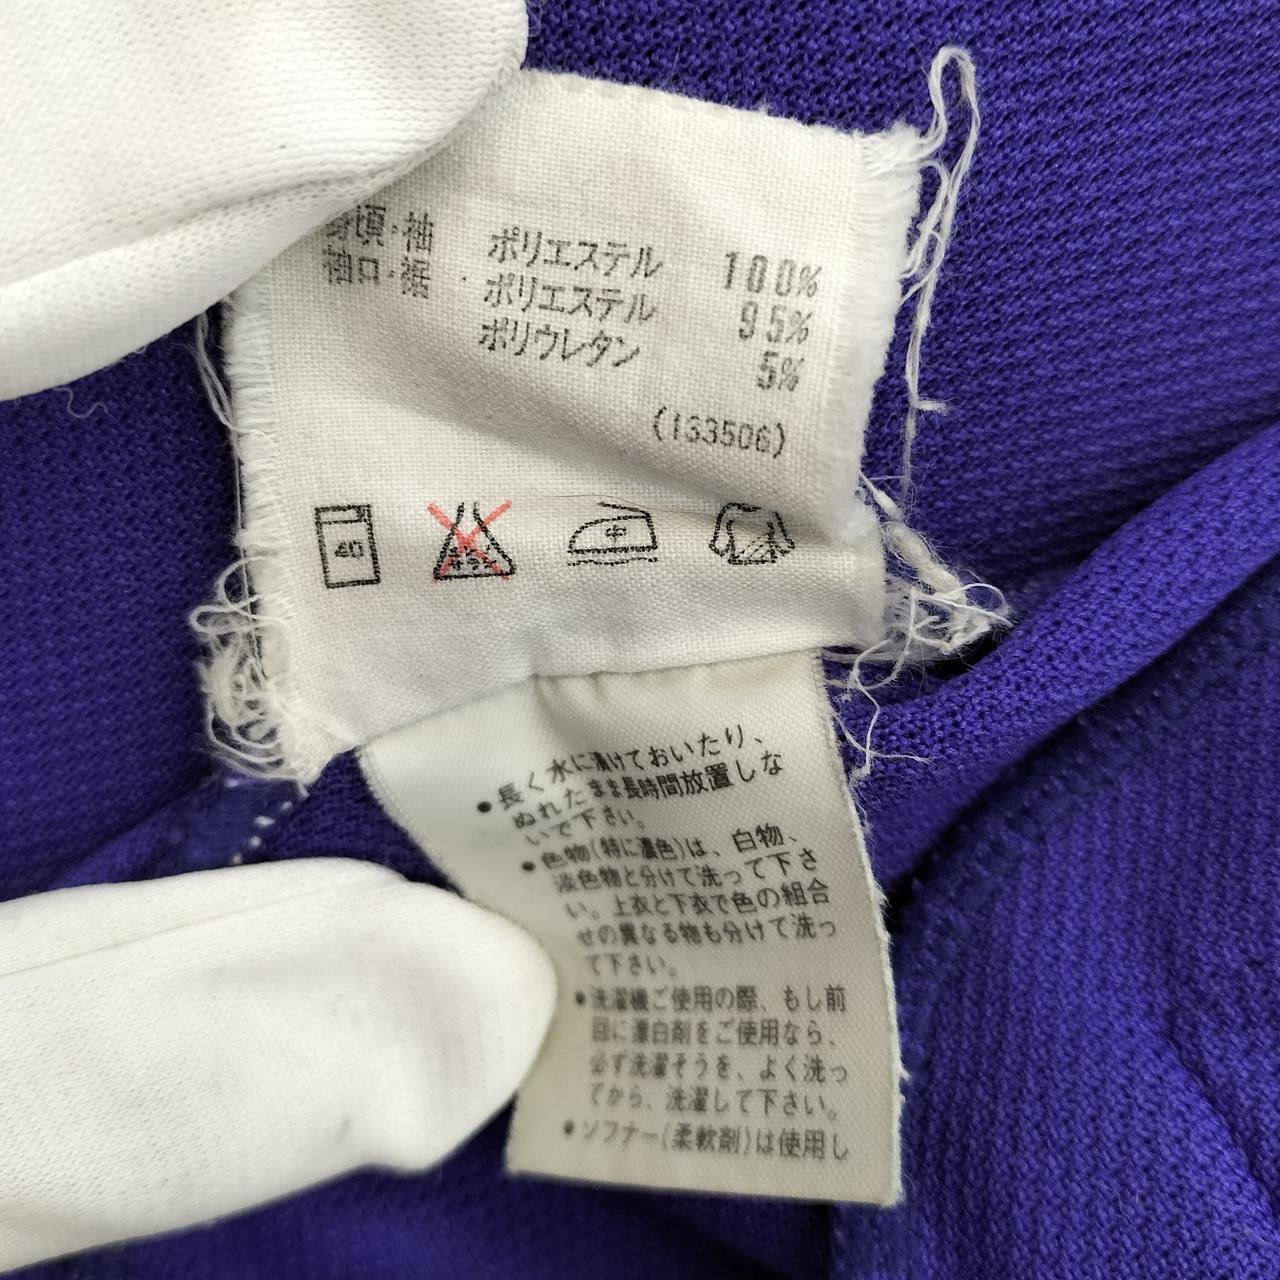 身頃・袖 ポリエステル 100%
袖口・裾 ポリエステル 95%
ポリウレタン 5%
(163506)
40
エンソサラシ
中
●長く水に漬けておいたり、
ぬれたまま長時間放置しな
いで下さい。
●色物(特に濃色)は、白物、
淡色物と分けて洗って下さ
い。上衣と下衣で色の組合
せの異なる物も分けて洗っ
て下さい。
●洗濯機ご使用の際、もし前
回に漂白剤をご使用なら、
必ず洗濯そうを、よく洗っ
てから、洗濯して下さい。
●ソフナー(柔軟剤)は使用し